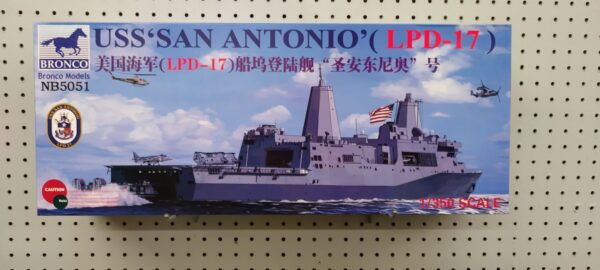 USS‘SAN ANTONIO’( LPD-17 )
美国海军(LPD-17)船坞登陆舰“圣安东尼奥”号
BRONCO
Bronco Models
NB5051
CAUTION
1/350 SCALE